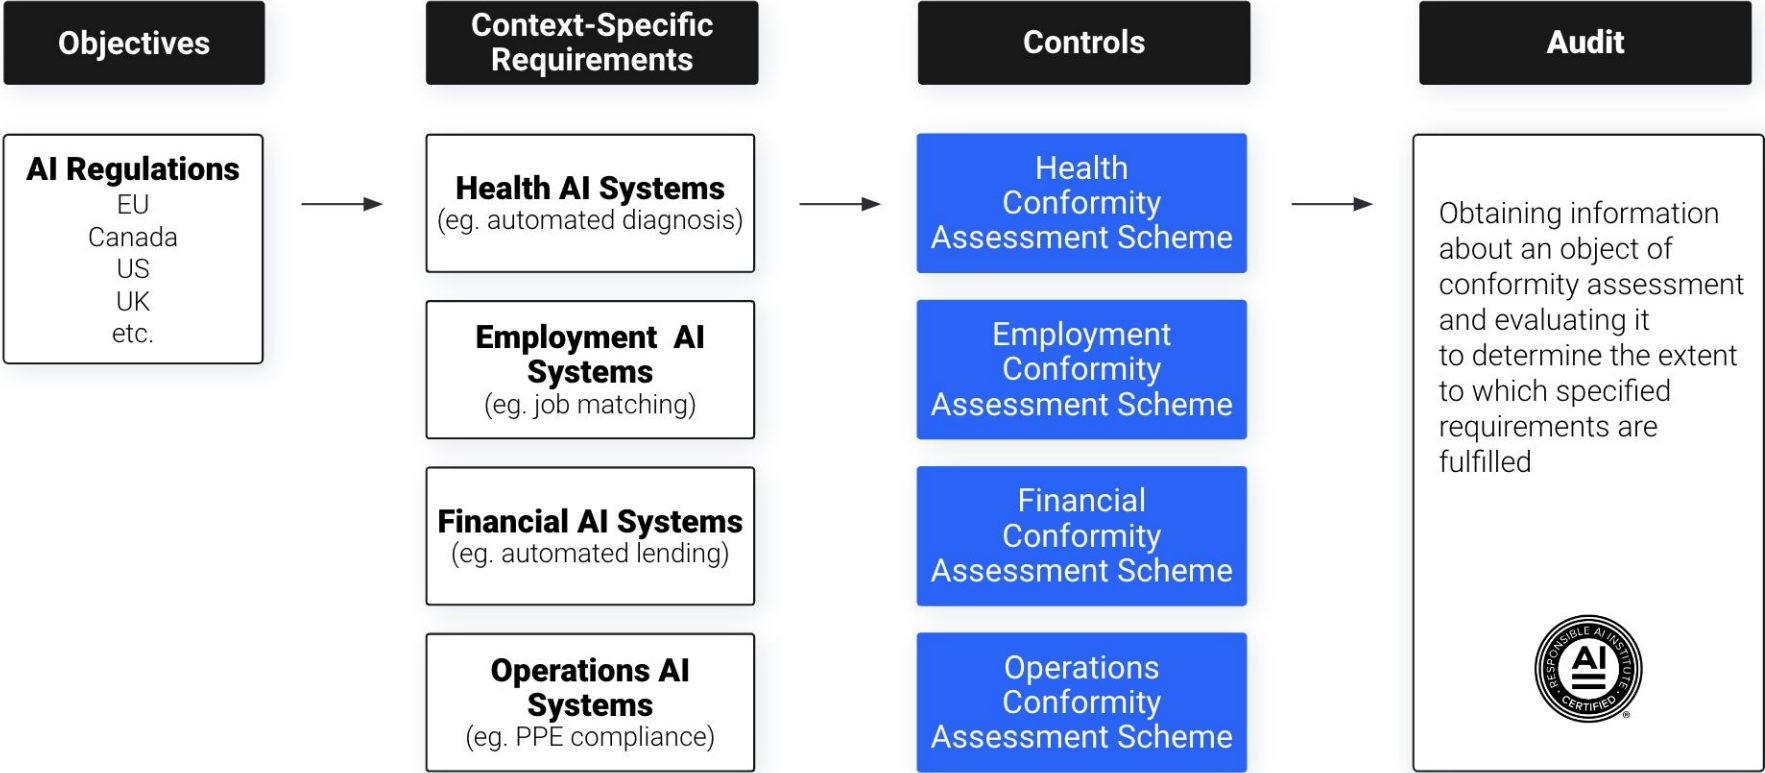 Objectives
Context-Specific
Requirements
Controls
Audit
AI Regulations
EU
Canada
US
UK
etc.
Health AI Systems
(eg. automated diagnosis)
Employment  AI
Systems
(eg. job matching)
Financial AI Systems
(eg. automated lending)
Operations AI
Systems
(eg. PPE compliance)
Health
Conformity
Assessment Scheme
Employment
Conformity
Assessment Scheme
Financial
Conformity
Assessment Scheme
Operations
Conformity
Assessment Scheme
Obtaining information
about an object of
conformity assessment
and evaluating it
to determine the extent
to which specified
requirements are
fulfilled
RESPONSIBLE AI INSTITUTE
AI
CERTIFIED
®